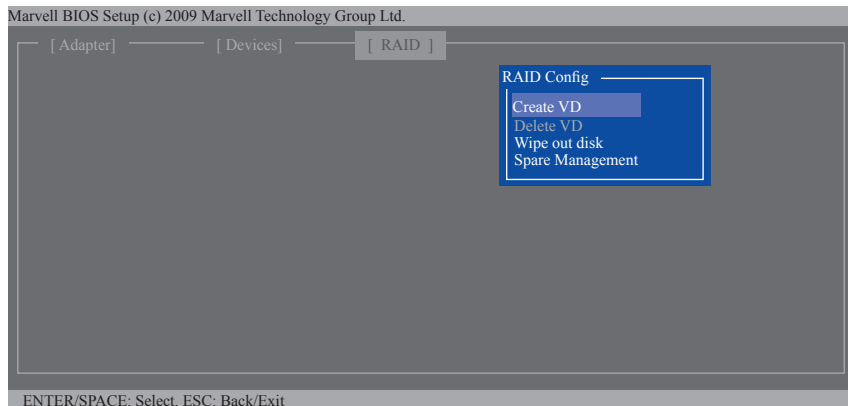 Marvell BIOS Setup (c) 2009 Marvell Technology Group Ltd.
[ Adapter] [ Devices] [ RAID ]
RAID Config
Create VD
Delete VD
Wipe out disk
Spare Management
ENTER/SPACE: Select, ESC: Back/Exit